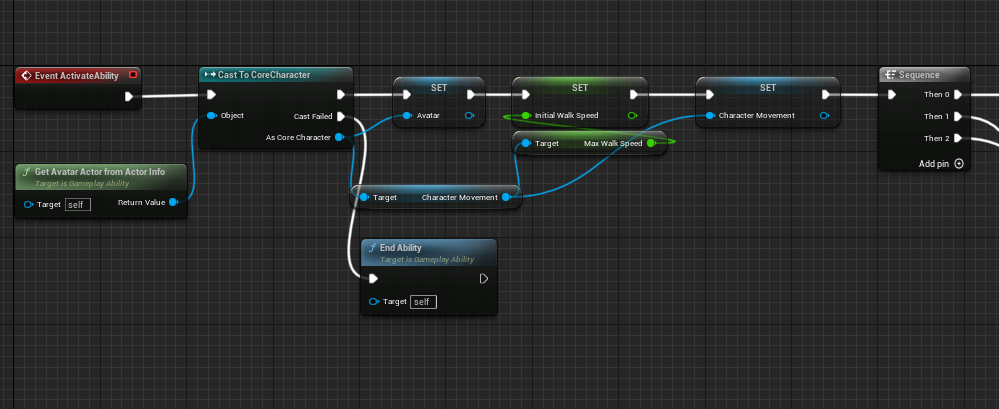 Event ActivateAbility
Cast To CoreCharacter
Object
Cast Failed
As Core Character
Get Avatar Actor from Actor Info
Target is Gameplay Ability
Target self
Return Value
SET
Avatar
SET
Initial Walk Speed
Target
Max Walk Speed
SET
Character Movement
Target
Character Movement
End Ability
Target is Gameplay Ability
Target self
Sequence
Then 0
Then 1
Then 2
Add pin